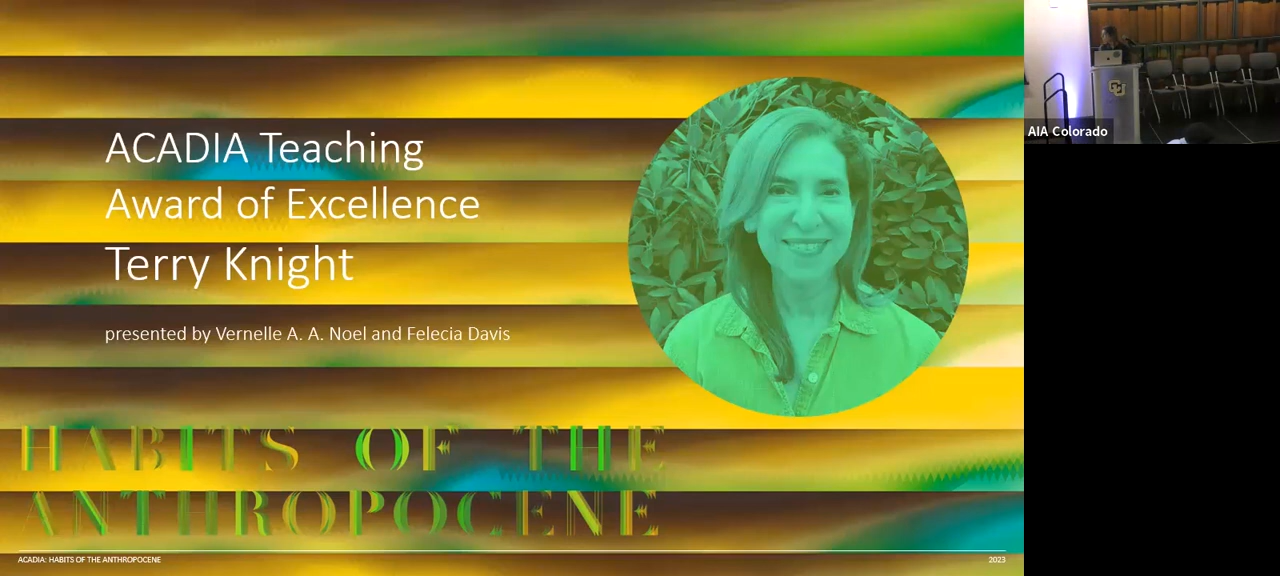 ACADIA Teaching
Award of Excellence
Terry Knight
presented by Vernelle A. A. Noel and Felecia Davis
HABITS OF THE
ANTHROPOCENE
ACADIA: HABITS OF THE ANTHROPOCENE
2023
AIA Colorado
CU